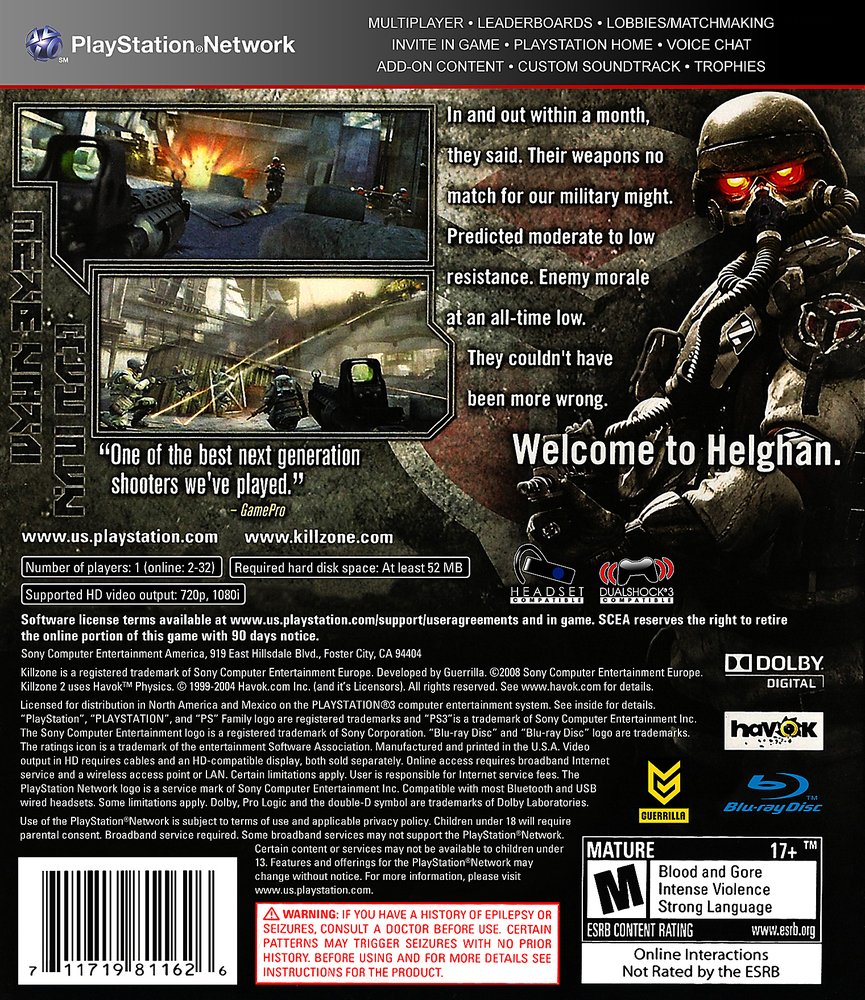 PlayStation®Network
SM
MULTIPLAYER • LEADERBOARDS • LOBBIES/MATCHMAKING
INVITE IN GAME • PLAYSTATION HOME • VOICE CHAT
ADD-ON CONTENT • CUSTOM SOUNDTRACK • TROPHIES
In and out within a month,
they said. Their weapons no
match for our military might.
Predicted moderate to low
resistance. Enemy morale
at an all-time low.
They couldn't have
been more wrong.
Welcome to Helghan.
“One of the best next generation
shooters we've played.”
– GamePro
www.us.playstation.com www.killzone.com
Number of players: 1 (online: 2-32) Required hard disk space: At least 52 MB
Supported HD video output: 720p, 1080i
HEADSET
COMPATIBLE
DUALSHOCK®3
COMPATIBLE
Software license terms available at www.us.playstation.com/support/useragreements and in game. SCEA reserves the right to retire
the online portion of this game with 90 days notice.
Sony Computer Entertainment America, 919 East Hillsdale Blvd., Foster City, CA 94404
Killzone is a registered trademark of Sony Computer Entertainment Europe. Developed by Guerrilla. ©2008 Sony Computer Entertainment Europe.
Killzone 2 uses Havok™ Physics. © 1999-2004 Havok.com Inc. (and it's Licensors). All rights reserved. See www.havok.com for details.
Licensed for distribution in North America and Mexico on the PLAYSTATION®3 computer entertainment system. See inside for details.
“PlayStation”, “PLAYSTATION”, and “PS” Family logo are registered trademarks and “PS3”is a trademark of Sony Computer Entertainment Inc.
The Sony Computer Entertainment logo is a registered trademark of Sony Corporation. “Blu-ray Disc” and “Blu-ray Disc” logo are trademarks.
The ratings icon is a trademark of the entertainment Software Association. Manufactured and printed in the U.S.A. Video
output in HD requires cables and an HD-compatible display, both sold separately. Online access requires broadband Internet
service and a wireless access point or LAN. Certain limitations apply. User is responsible for Internet service fees. The
PlayStation Network logo is a service mark of Sony Computer Entertainment Inc. Compatible with most Bluetooth and USB
wired headsets. Some limitations apply. Dolby, Pro Logic and the double-D symbol are trademarks of Dolby Laboratories.
Use of the PlayStation®Network is subject to terms of use and applicable privacy policy. Children under 18 will require
parental consent. Broadband service required. Some broadband services may not support the PlayStation®Network.
Certain content or services may not be available to children under
13. Features and offerings for the PlayStation®Network may
change without notice. For more information, please visit
www.us.playstation.com.
DOLBY
DIGITAL
havok
GUERRILLA
Blu-ray Disc™
WARNING: IF YOU HAVE A HISTORY OF EPILEPSY OR
SEIZURES, CONSULT A DOCTOR BEFORE USE. CERTAIN
PATTERNS MAY TRIGGER SEIZURES WITH NO PRIOR
HISTORY. BEFORE USING AND FOR MORE DETAILS SEE
INSTRUCTIONS FOR THE PRODUCT.
7 11719 81162 6
MATURE 17+ ™
M
Blood and Gore
Intense Violence
Strong Language
ESRB CONTENT RATING www.esrb.org
Online Interactions
Not Rated by the ESRB